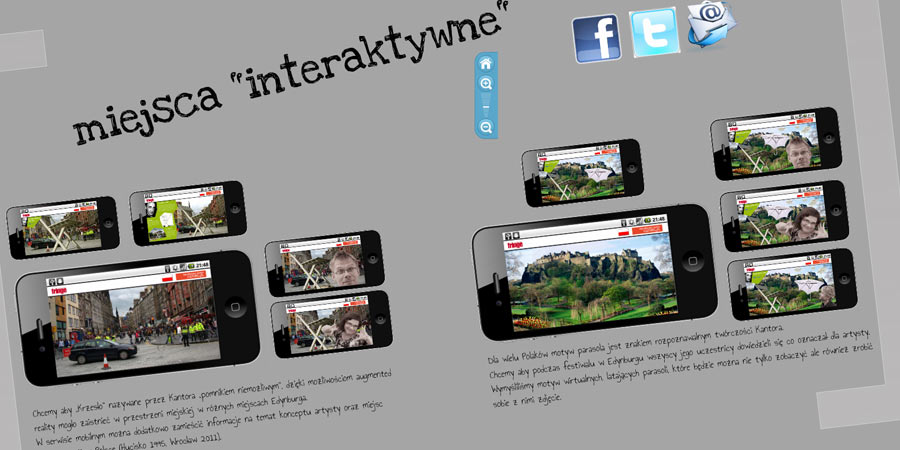 miejsca "interaktywne"
21:48
fringe
Chcemy aby „Krzesło” nazywane przez Kantora „pomnikiem niemożliwym”, dzięki możliwościom augmented
reality mogło zaistnieć w przestrzeni miejskiej w różnych miejscach Edynburga.
W serwisie mobilnym można dodatkowo zamieścić informacje na temat konceptu artysty oraz miejsc
(Hucisko 1995, Wrocław 2011).
21:48
fringe
Dla wielu Polaków motyw parasola jest znakiem rozpoznawalnym twórczości Kantora.
Chcemy aby podczas festiwalu w Edynburgu wszyscy jego uczestnicy dowiedzieli się co oznaczał dla artysty.
Wymyśliliśmy motyw wirtualnych, latających parasoli, które będzie można nie tylko zobaczyć ale również zrobić
sobie z nimi zdjęcie.